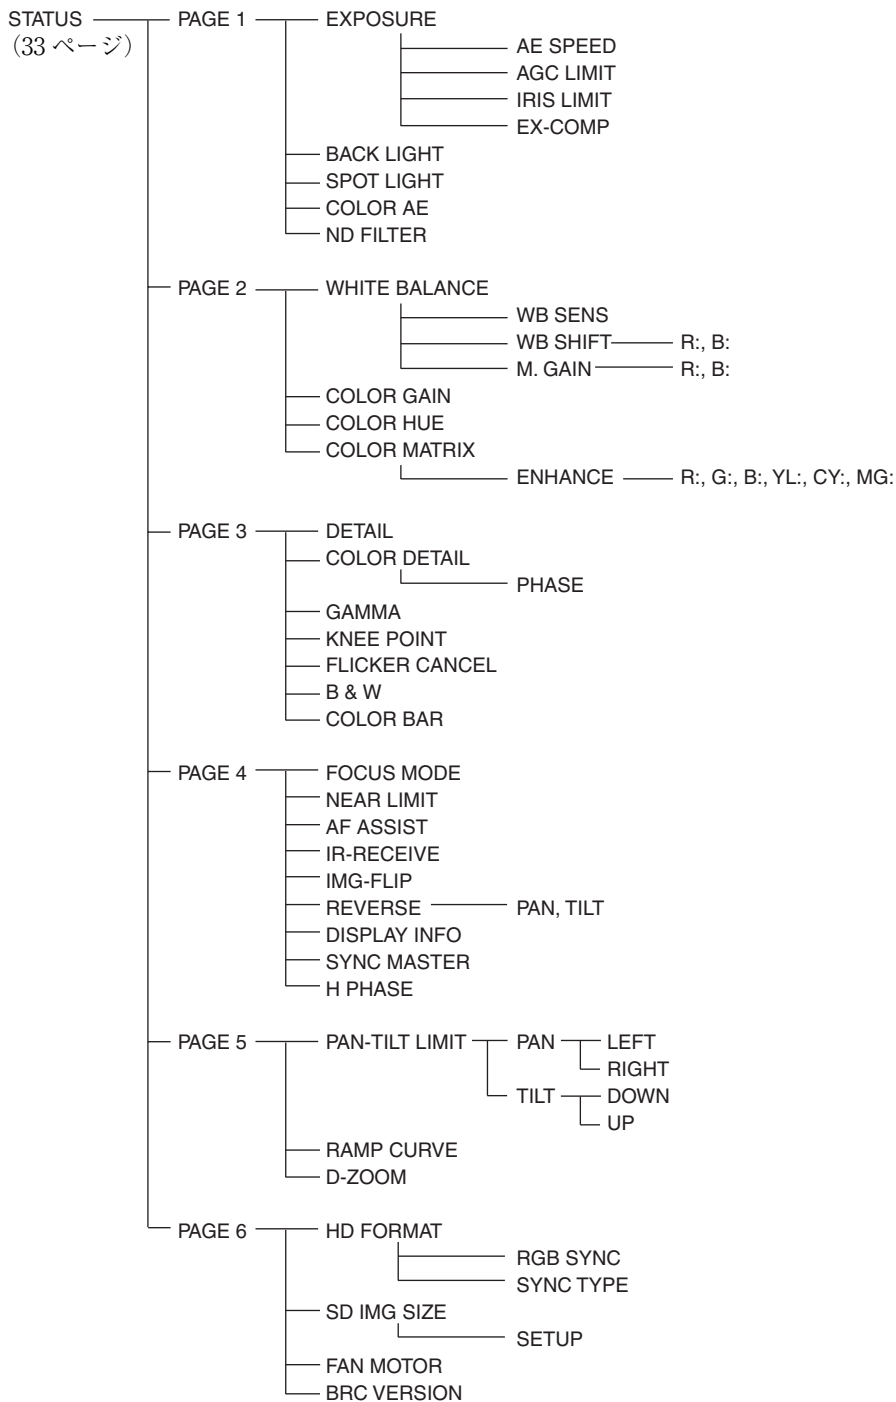 STATUS PAGE 1 EXPOSURE
(33 ページ)
AE SPEED
AGC LIMIT
IRIS LIMIT
EX-COMP
BACK LIGHT
SPOT LIGHT
COLOR AE
ND FILTER
PAGE 2 WHITE BALANCE
WB SENS
WB SHIFT R:, B:
M. GAIN R:, B:
COLOR GAIN
COLOR HUE
COLOR MATRIX
ENHANCE R:, G:, B:, YL:, CY:, MG:
PAGE 3 DETAIL
COLOR DETAIL
PHASE
GAMMA
KNEE POINT
FLICKER CANCEL
B & W
COLOR BAR
PAGE 4 FOCUS MODE
NEAR LIMIT
AF ASSIST
IR-RECEIVE
IMG-FLIP
REVERSE PAN, TILT
DISPLAY INFO
SYNC MASTER
H PHASE
PAGE 5 PAN-TILT LIMIT PAN LEFT
RIGHT
TILT DOWN
UP
RAMP CURVE
D-ZOOM
PAGE 6 HD FORMAT
RGB SYNC
SYNC TYPE
SD IMG SIZE
SETUP
FAN MOTOR
BRC VERSION